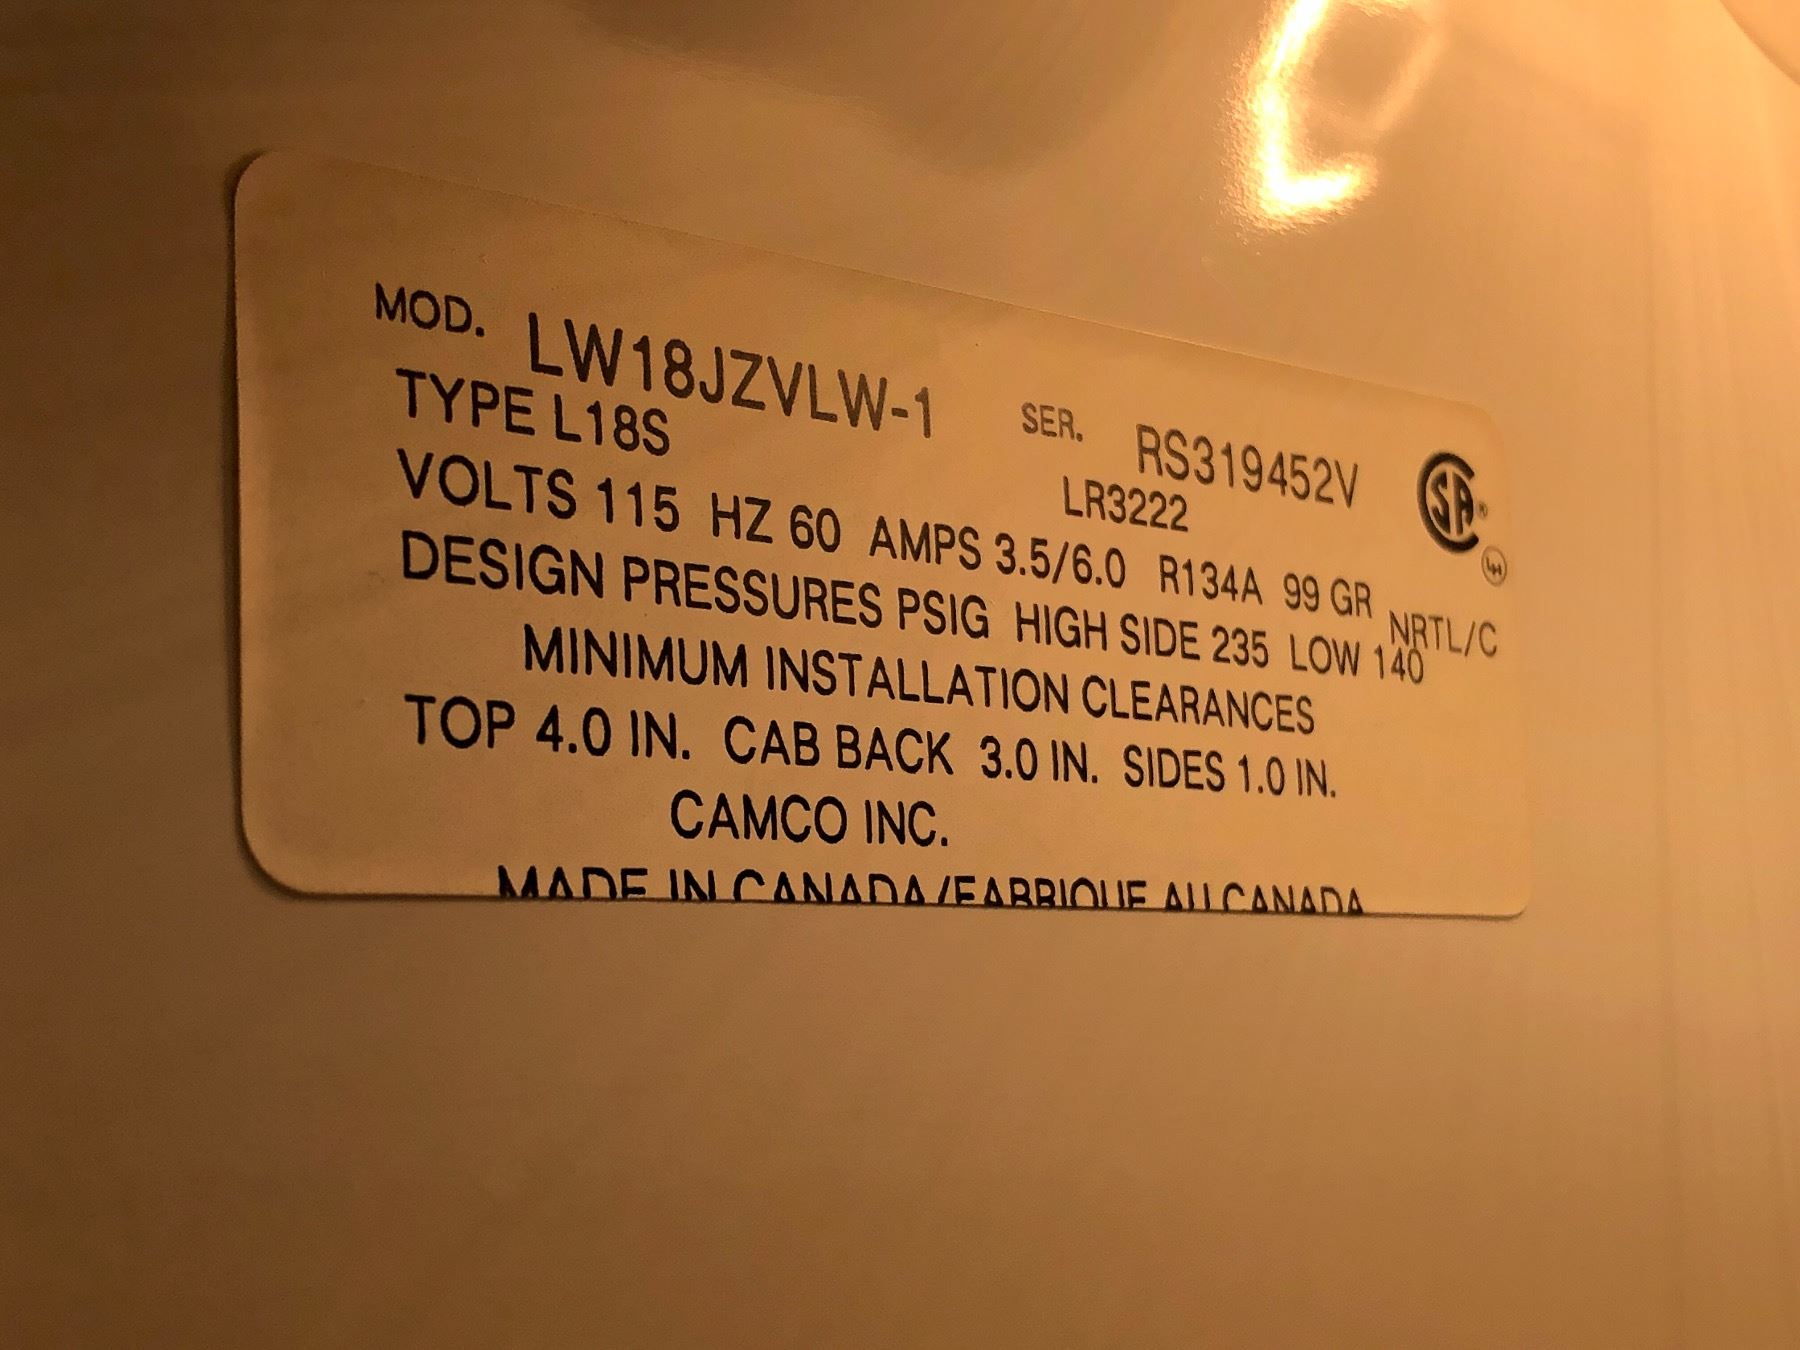 MOD. LW18JZVLW-1 SER. RS319452V
TYPE L18S LR3222
VOLTS 115 HZ 60 AMPS 3.5/6.0 R134A 99 GR NRTL/C
DESIGN PRESSURES PSIG HIGH SIDE 235 LOW 140
MINIMUM INSTALLATION CLEARANCES
TOP 4.0 IN. CAB BACK 3.0 IN. SIDES 1.0 IN.
CAMCO INC.
MADE IN CANADA/FABRIQUE AU CANADA